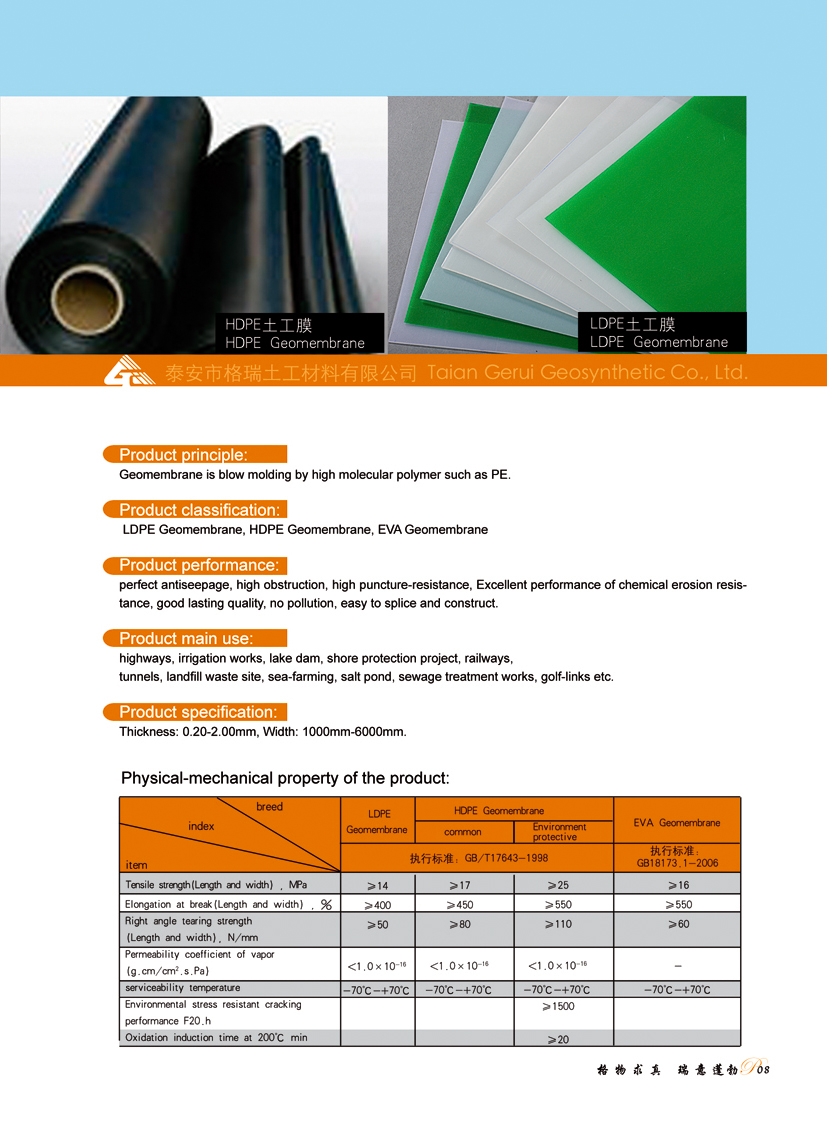 HDPE土工膜
HDPE Geomembrane
LDPE土工膜
LDPE Geomembrane
泰安市格瑞土工材料有限公司 Taian Gerui Geosynthetic Co., Ltd.
Product principle:
Geomembrane is blow molding by high molecular polymer such as PE.
Product classification:
LDPE Geomembrane, HDPE Geomembrane, EVA Geomembrane
Product performance:
perfect antiseepage, high obstruction, high puncture-resistance, Excellent performance of chemical erosion resis-
tance, good lasting quality, no pollution, easy to splice and construct.
Product main use:
highways, irrigation works, lake dam, shore protection project, railways,
tunnels, landfill waste site, sea-farming, salt pond, sewage treatment works, golf-links etc.
Product specification:
Thickness: 0.20-2.00mm, Width: 1000mm-6000mm.
Physical-mechanical property of the product:
breed
index
item
LDPE
Geomembrane
HDPE Geomembrane
common
Environment
protective
EVA Geomembrane
执行标准：GB/T17643-1998
执行标准：
GB18173.1-2006
Tensile strength(Length and width) , MPa ≥14 ≥17 ≥25 ≥16
Elongation at break(Length and width) , % ≥400 ≥450 ≥550 ≥550
Right angle tearing strength
(Length and width), N/mm ≥50 ≥80 ≥110 ≥60
Permeability coefficient of vapor
(g.cm/cm².s.Pa) <1.0×10⁻¹⁶ <1.0×10⁻¹⁶ <1.0×10⁻¹⁶ –
serviceability temperature -70℃-+70℃ -70℃-+70℃ -70℃-+70℃ -70℃-+70℃
Environmental stress resistant cracking
performance F20.h ≥1500
Oxidation induction time at 200℃ min ≥20
格物求真 瑞意蓬勃 P08